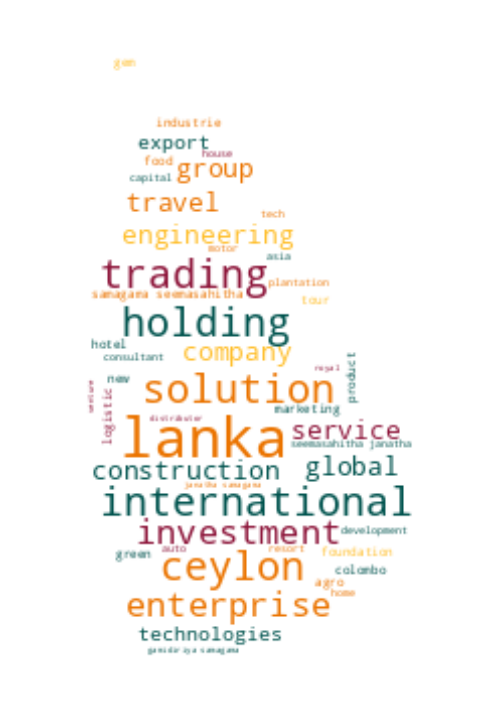 gem
industrie
export
house
food
group
capital
travel
tech
engineering
motor
asia
trading
plantation
samagama seemasahitha
tour
holding
hotel
company
consultant
product
royal
new
solution
venture
logistic
marketing
distributor
lanka
service
seemasahitha janatha
construction
global
janatha samagama
international
investment
development
green
auto
resort
foundation
ceylon
colombo
agro
home
enterprise
technologies
gamidiriya samagama